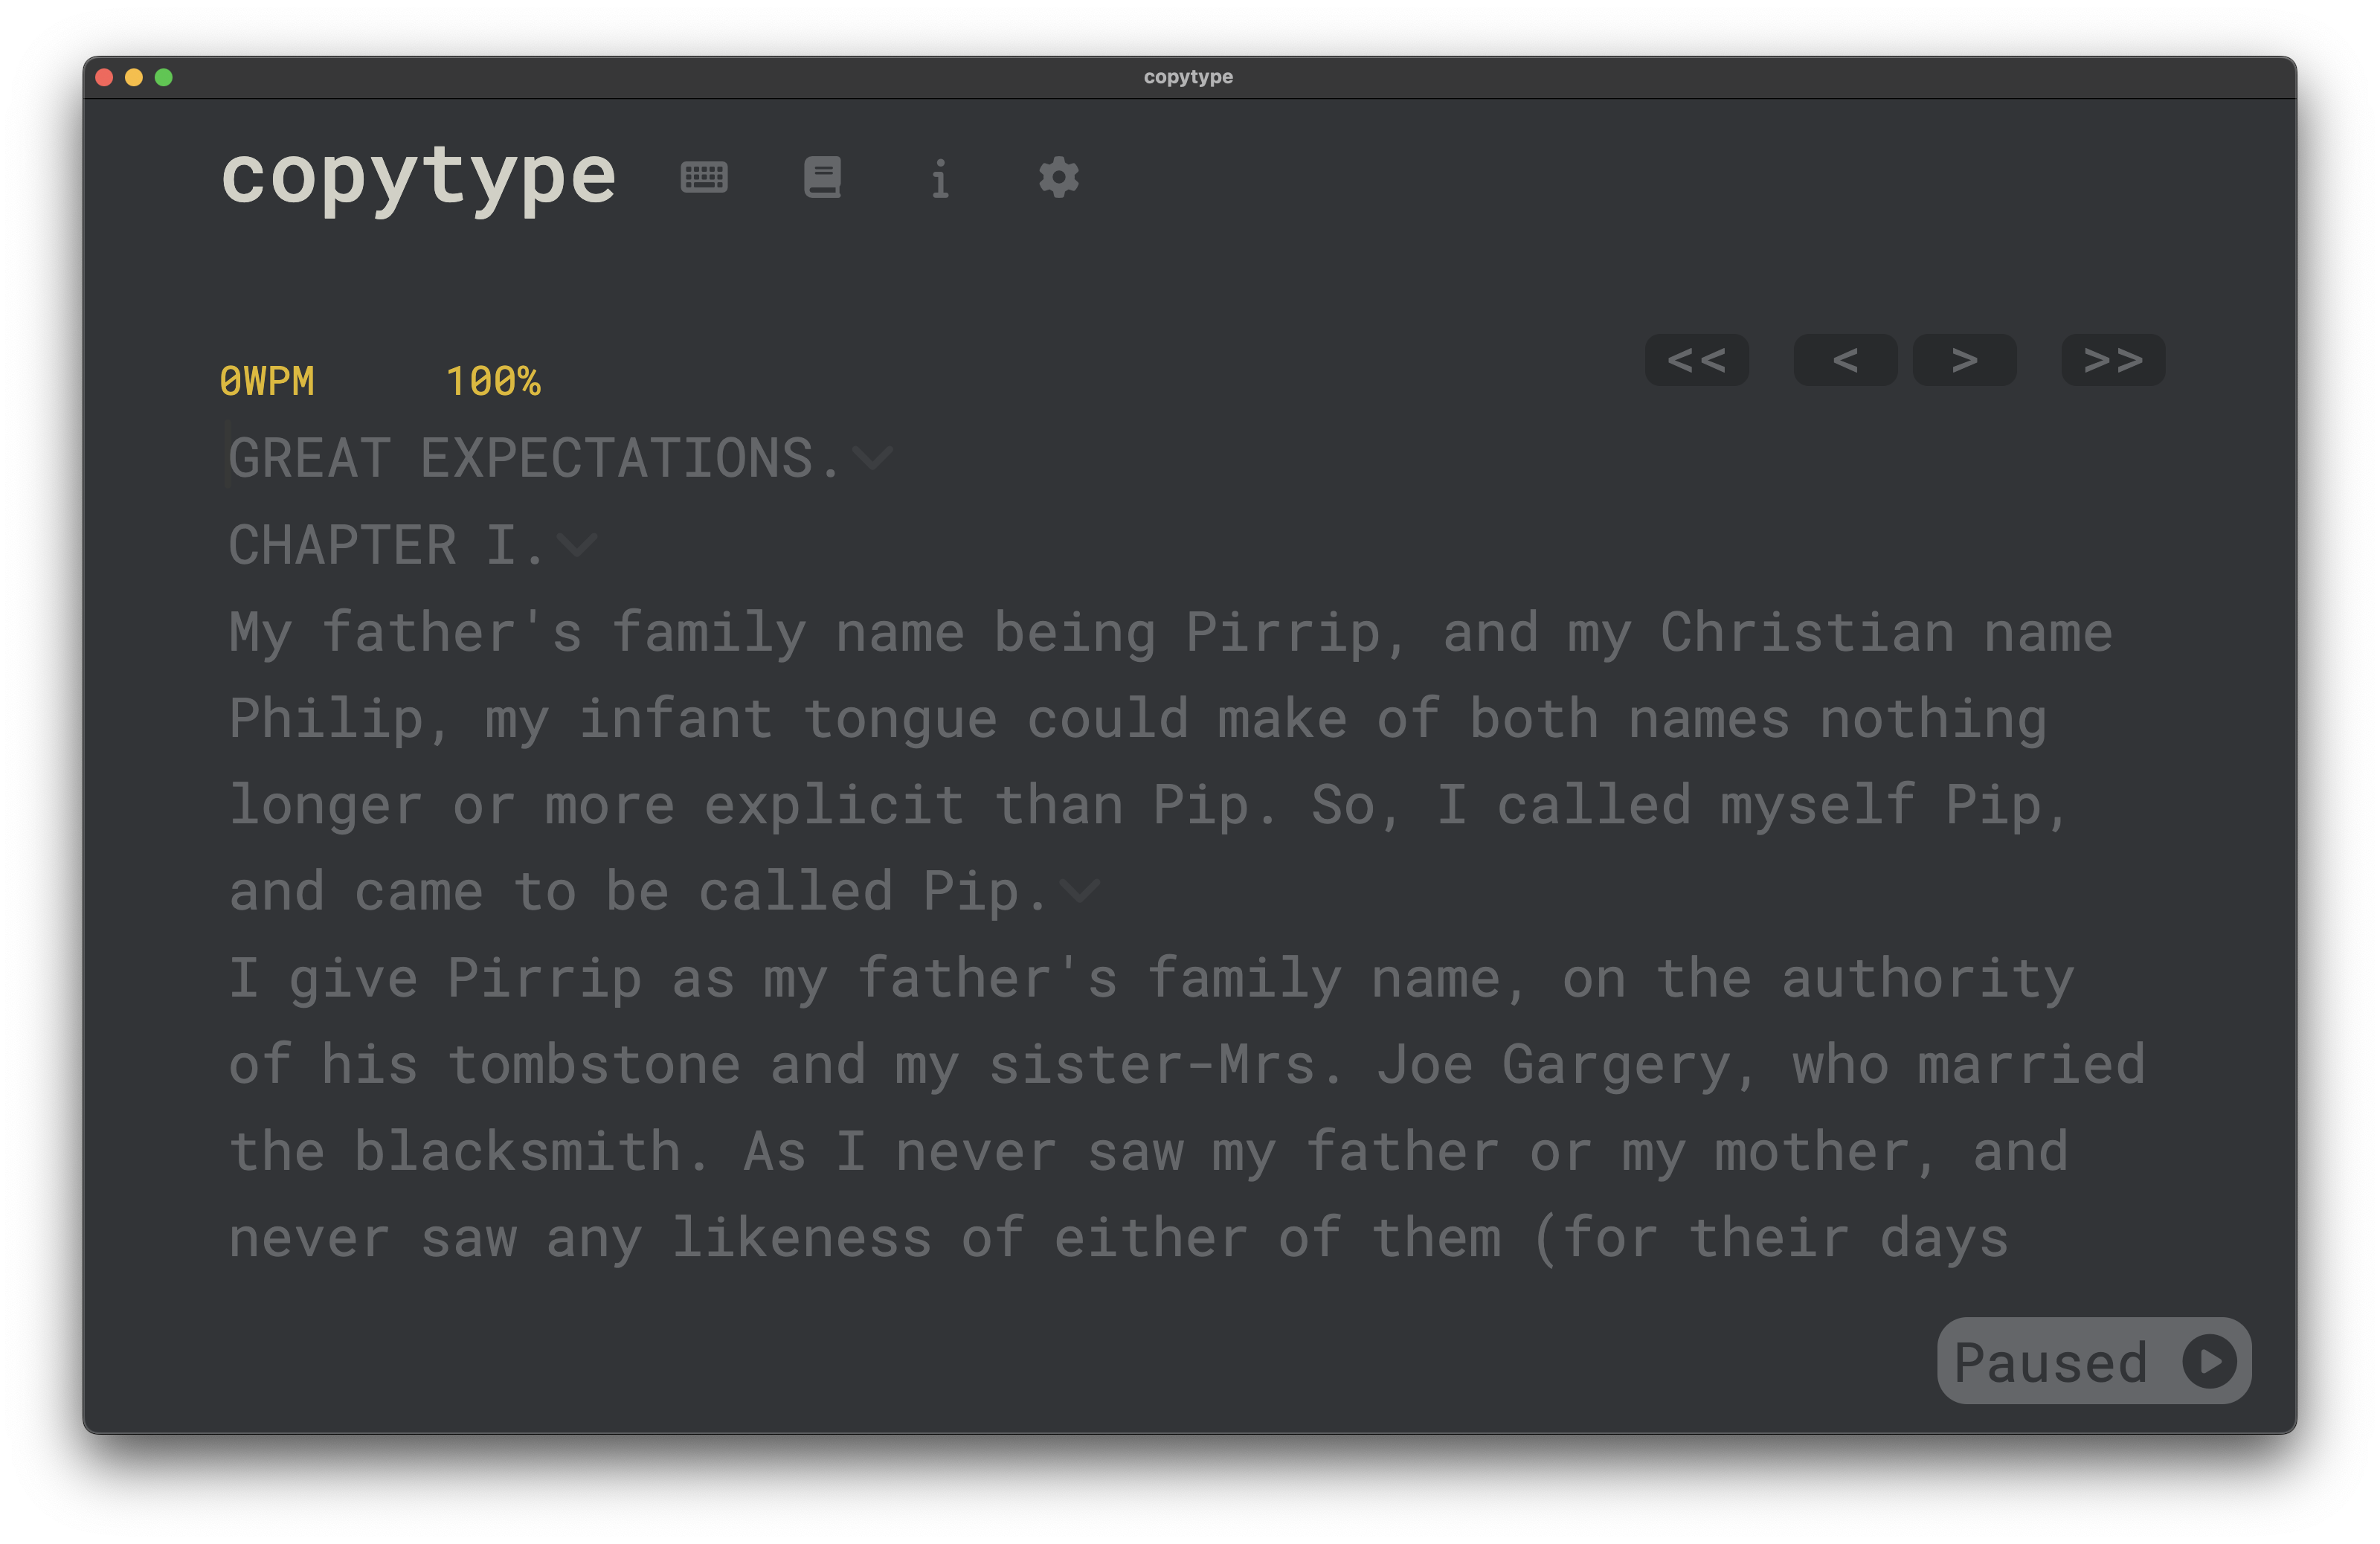 copytype
copytype
<< < > >>
0WPM 100%
GREAT EXPECTATIONS.
CHAPTER I.
My father's family name being Pirrip, and my Christian name
Philip, my infant tongue could make of both names nothing
longer or more explicit than Pip. So, I called myself Pip,
and came to be called Pip.
I give Pirrip as my father's family name, on the authority
of his tombstone and my sister-Mrs. Joe Gargery, who married
the blacksmith. As I never saw my father or my mother, and
never saw any likeness of either of them (for their days
Paused